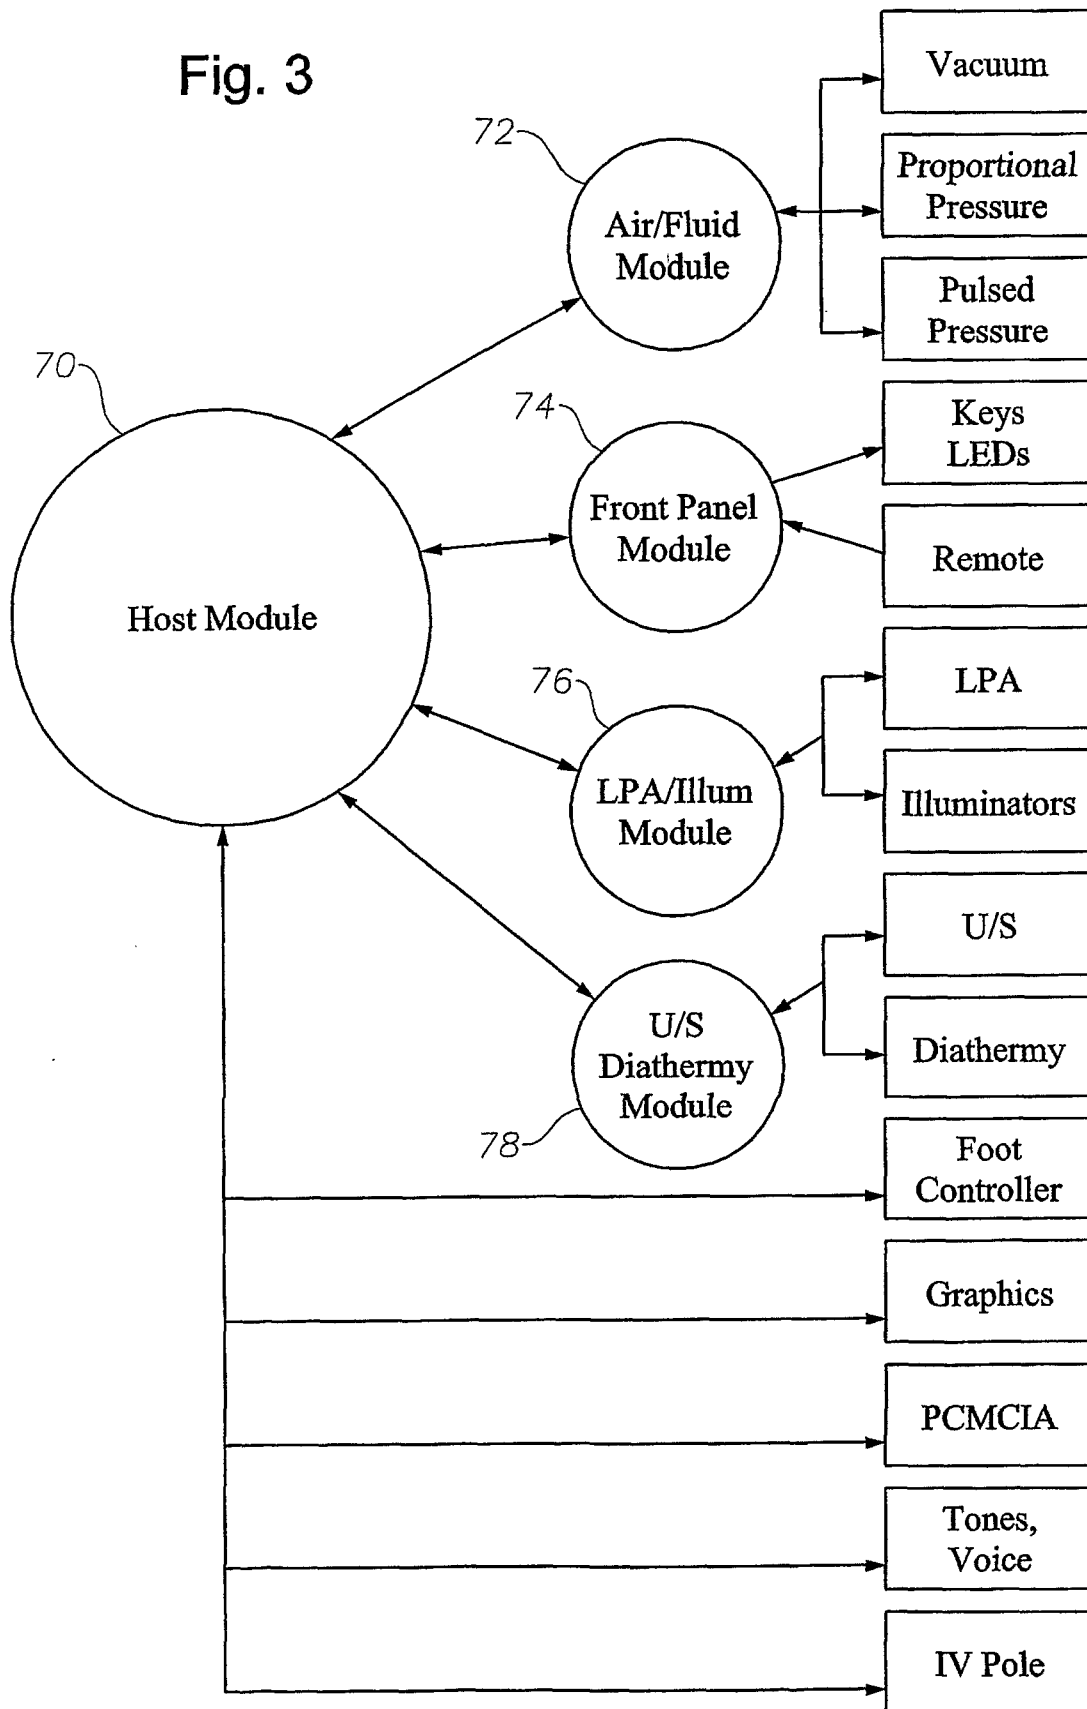 Fig. 3
Vacuum
72
Proportional
Pressure
Air/Fluid
Module
Pulsed
Pressure
70
74
Keys
LEDs
Front Panel
Module
Remote
Host Module
76
LPA
LPA/Illum
Module
Illuminators
U/S
U/S
Diathermy
Module
Diathermy
78
Foot
Controller
Graphics
PCMCIA
Tones,
Voice
IV Pole